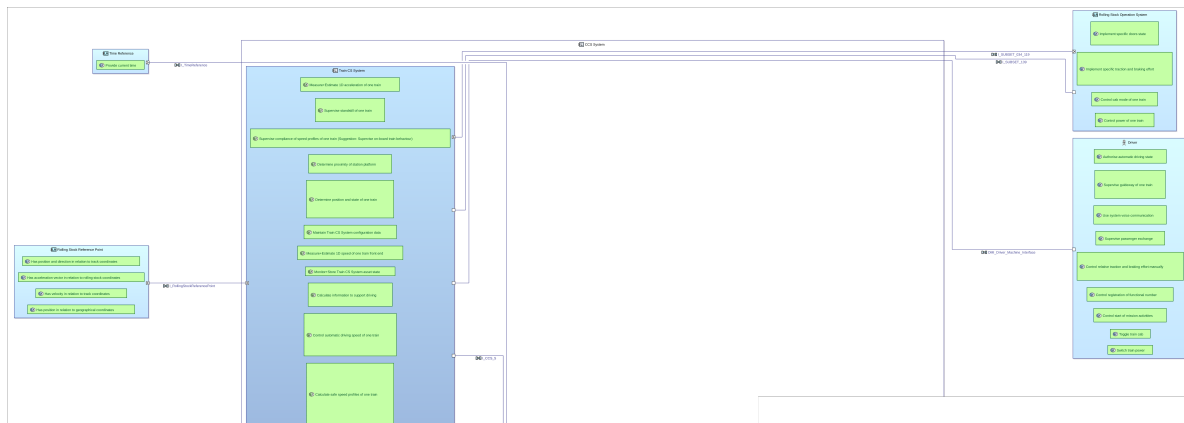 Rolling Stock Operation System
Implement specific drives state
Implement specific traction and braking effort
Control cab mode of one train
Control power of one train
CCS System
Time Reference
Provide current time
I_TimeReference
Train CS System
Measure/Estimate 1D acceleration of one train
Supervise standstill of one train
Supervise compliance of speed profiles of one train (Suggestion: Supervise on-board train behaviour)
Determine proximity of station platform
Determine position and state of one train
Maintain Train CS System configuration data
Measure/Estimate 1D speed of one train front end
Monitor/ Store Train CS System asset state
Calculate information to support driving
Control automatic driving speed of one train
Calculate safe speed profiles of one train
Driver
Authorise automatic driving state
Supervise guideway of one train
Use system voice communication
Supervise passenger exchange
Control relative traction and braking effort manually
Control registration of functional number
Control start of mission activities
Toggle train cab
Switch tool power
DMI_Driver_Machine_Interface
Rolling Stock Reference Point
Has position and direction in relation to track coordinates
Has acceleration vector in relation to rolling stock coordinates
Has velocity in relation to train coordinates
Has position in relation to geographical coordinates
I_RollingStockReferencePoint